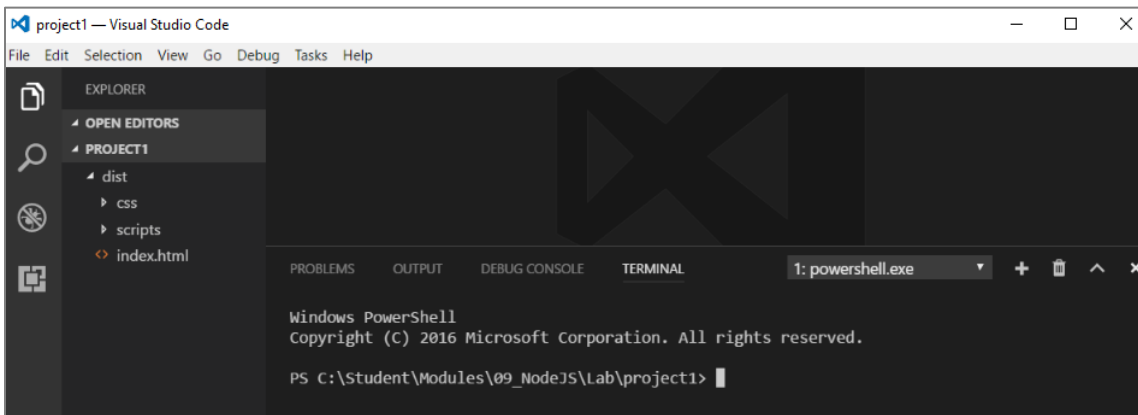 project1 — Visual Studio Code
File Edit Selection View Go Debug Tasks Help
EXPLORER
OPEN EDITORS
PROJECT1
dist
css
scripts
index.html
PROBLEMS OUTPUT DEBUG CONSOLE TERMINAL 1: powershell.exe
Windows PowerShell
Copyright (C) 2016 Microsoft Corporation. All rights reserved.
PS C:\Student\Modules\09_NodeJS\Lab\project1>